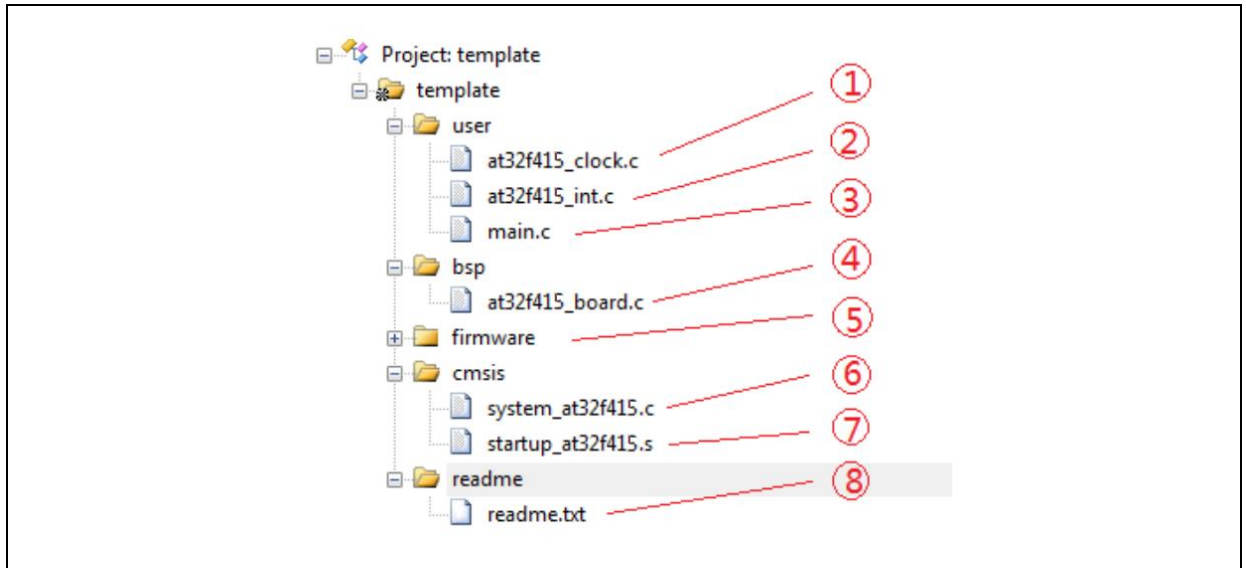 Project: template
template
user
at32f415_clock.c ①
at32f415_int.c ②
main.c ③
bsp
at32f415_board.c ④
firmware ⑤
cmsis
system_at32f415.c ⑥
startup_at32f415.s ⑦
readme
readme.txt ⑧